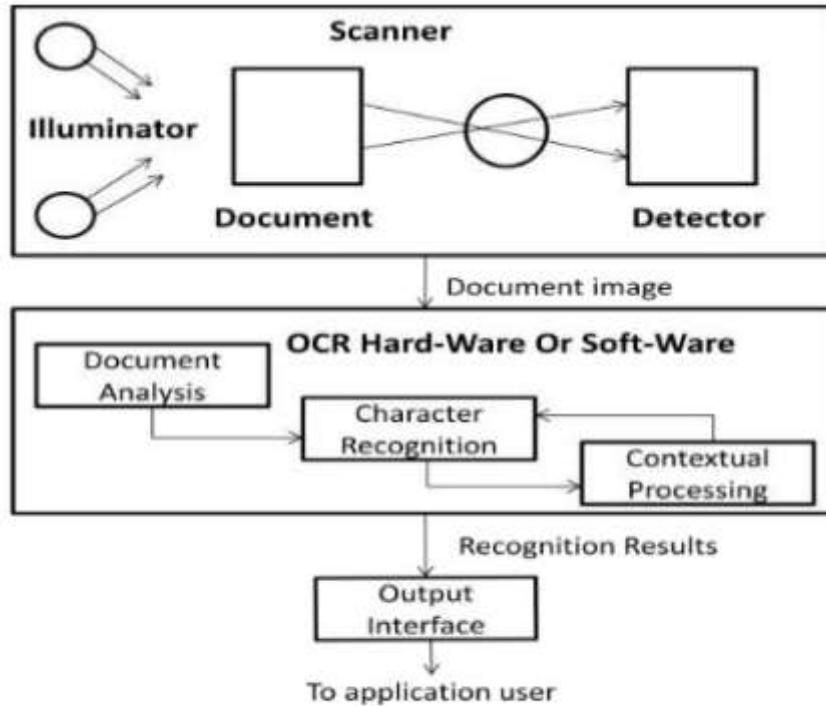 Scanner
Illuminator
Document
Detector
Document image
OCR Hard-Ware Or Soft-Ware
Document
Analysis
Character
Recognition
Contextual
Processing
Recognition Results
Output
Interface
To application user